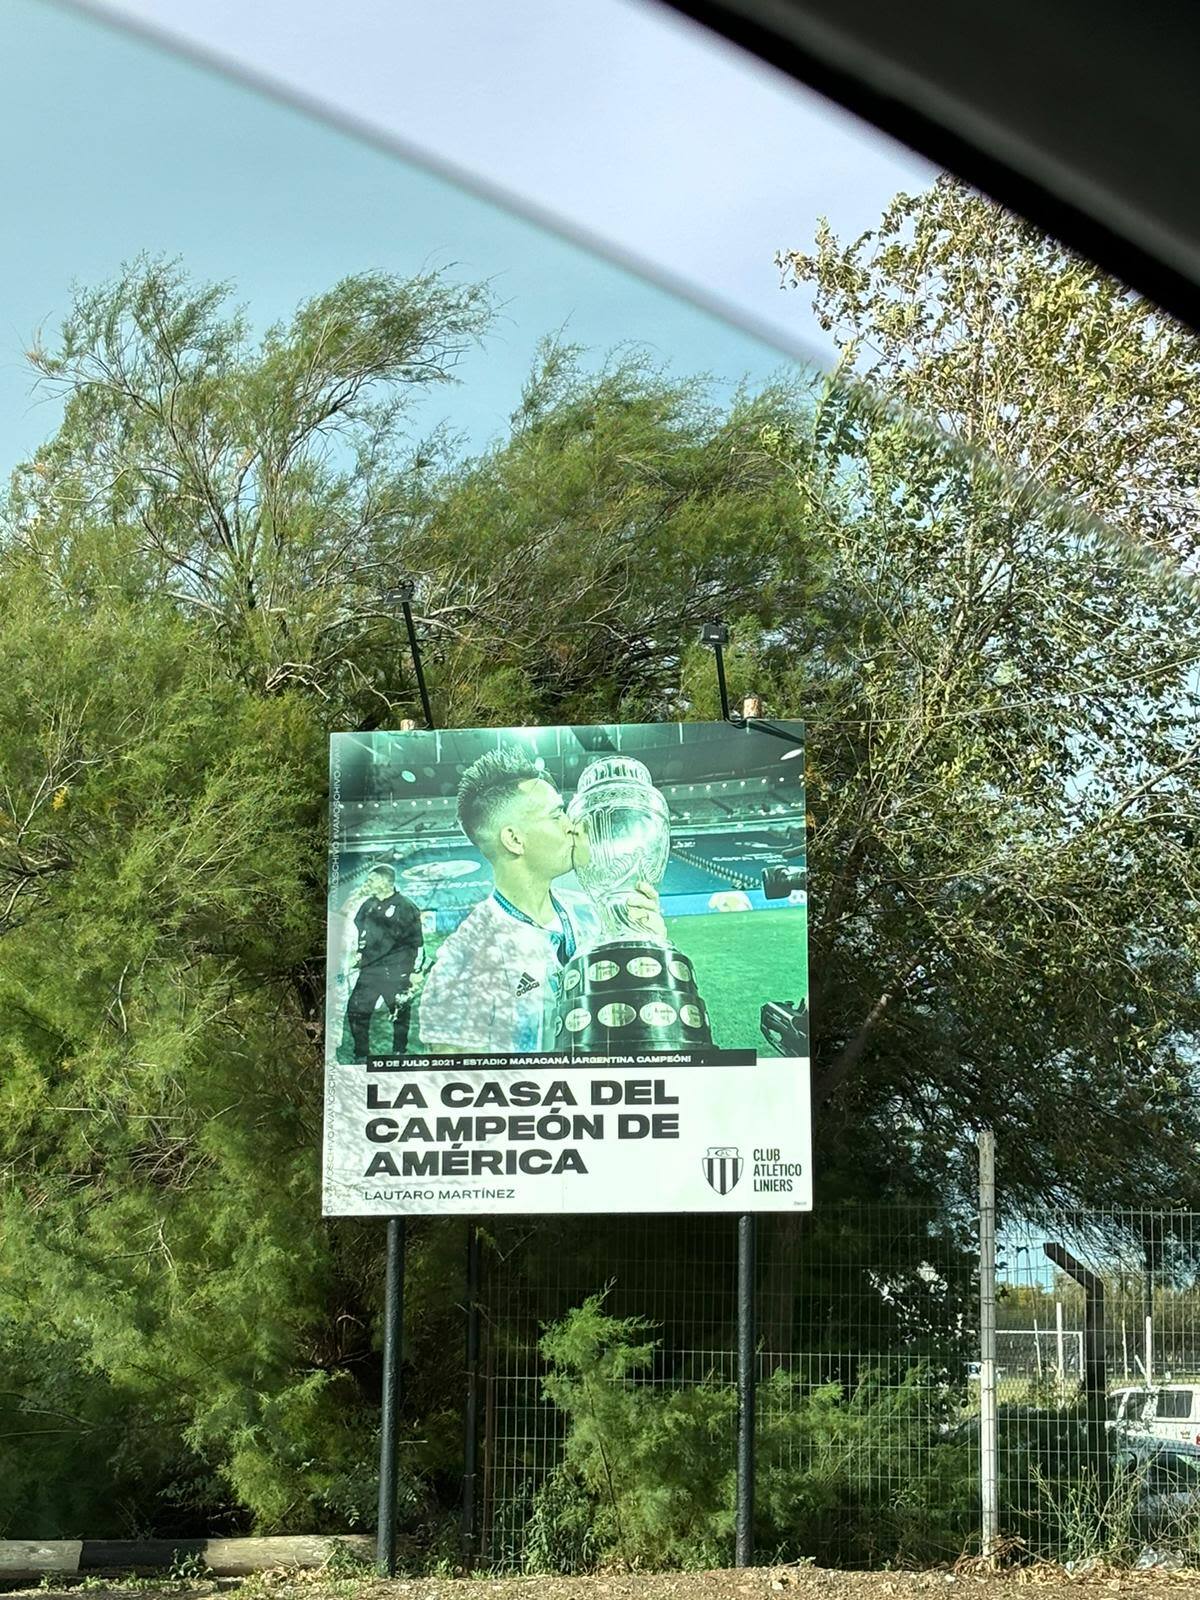 10 DE JULIO 2021 - ESTADIO MARACANÁ ¡ARGENTINA CAMPEÓN!
LA CASA DEL
CAMPEÓN DE
AMÉRICA
LAUTARO MARTÍNEZ
CLUB
ATLÉTICO
LINIERS
adidas